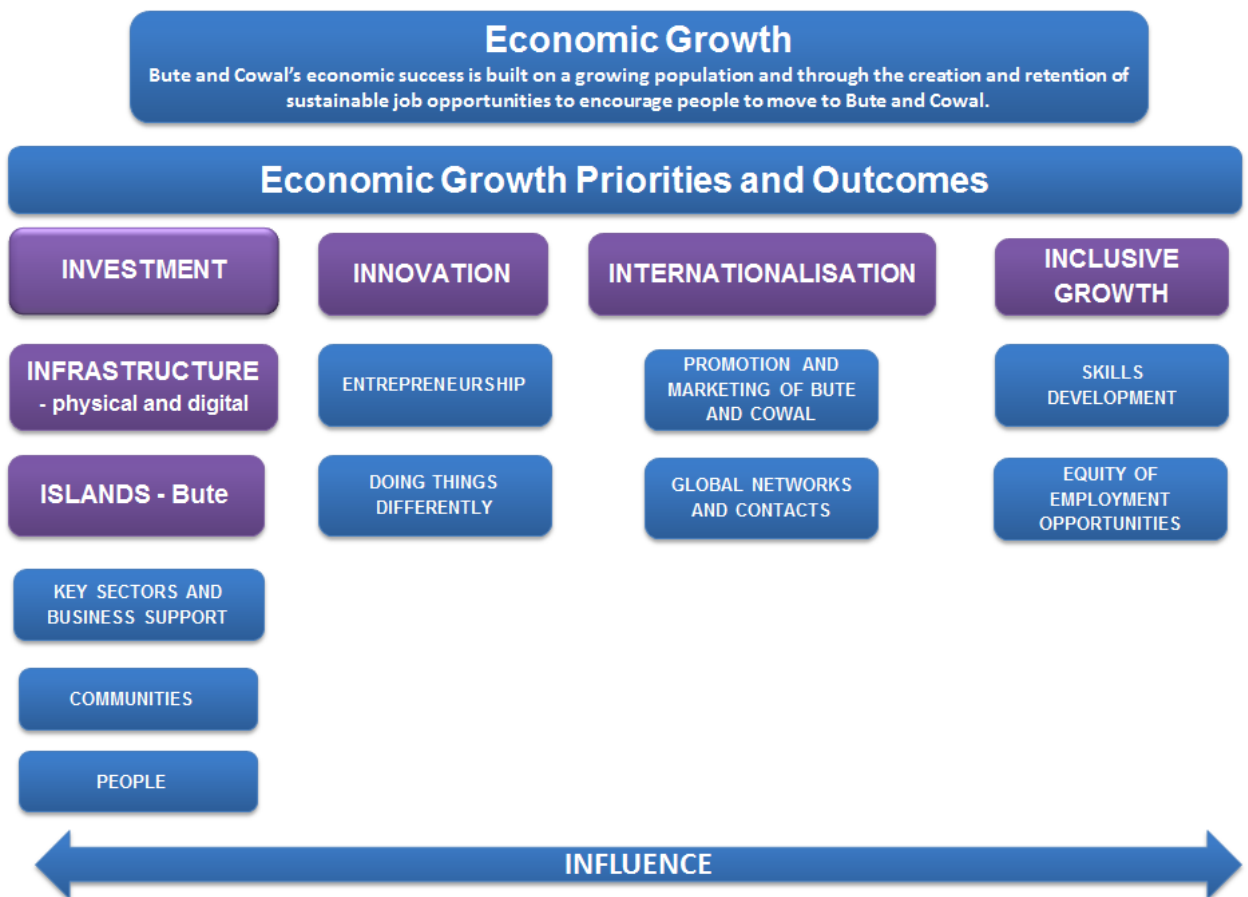 Economic Growth
Bute and Cowal's economic success is built on a growing population and through the creation and retention of
sustainable job opportunities to encourage people to move to Bute and Cowal.
Economic Growth Priorities and Outcomes
INVESTMENT
INNOVATION
INTERNATIONALISATION
INCLUSIVE
GROWTH
INFRASTRUCTURE
- physical and digital
ENTREPRENEURSHIP
PROMOTION AND
MARKETING OF BUTE
AND COWAL
SKILLS
DEVELOPMENT
ISLANDS - Bute
DOING THINGS
DIFFERENTLY
GLOBAL NETWORKS
AND CONTACTS
EQUITY OF
EMPLOYMENT
OPPORTUNITIES
KEY SECTORS AND
BUSINESS SUPPORT
COMMUNITIES
PEOPLE
INFLUENCE